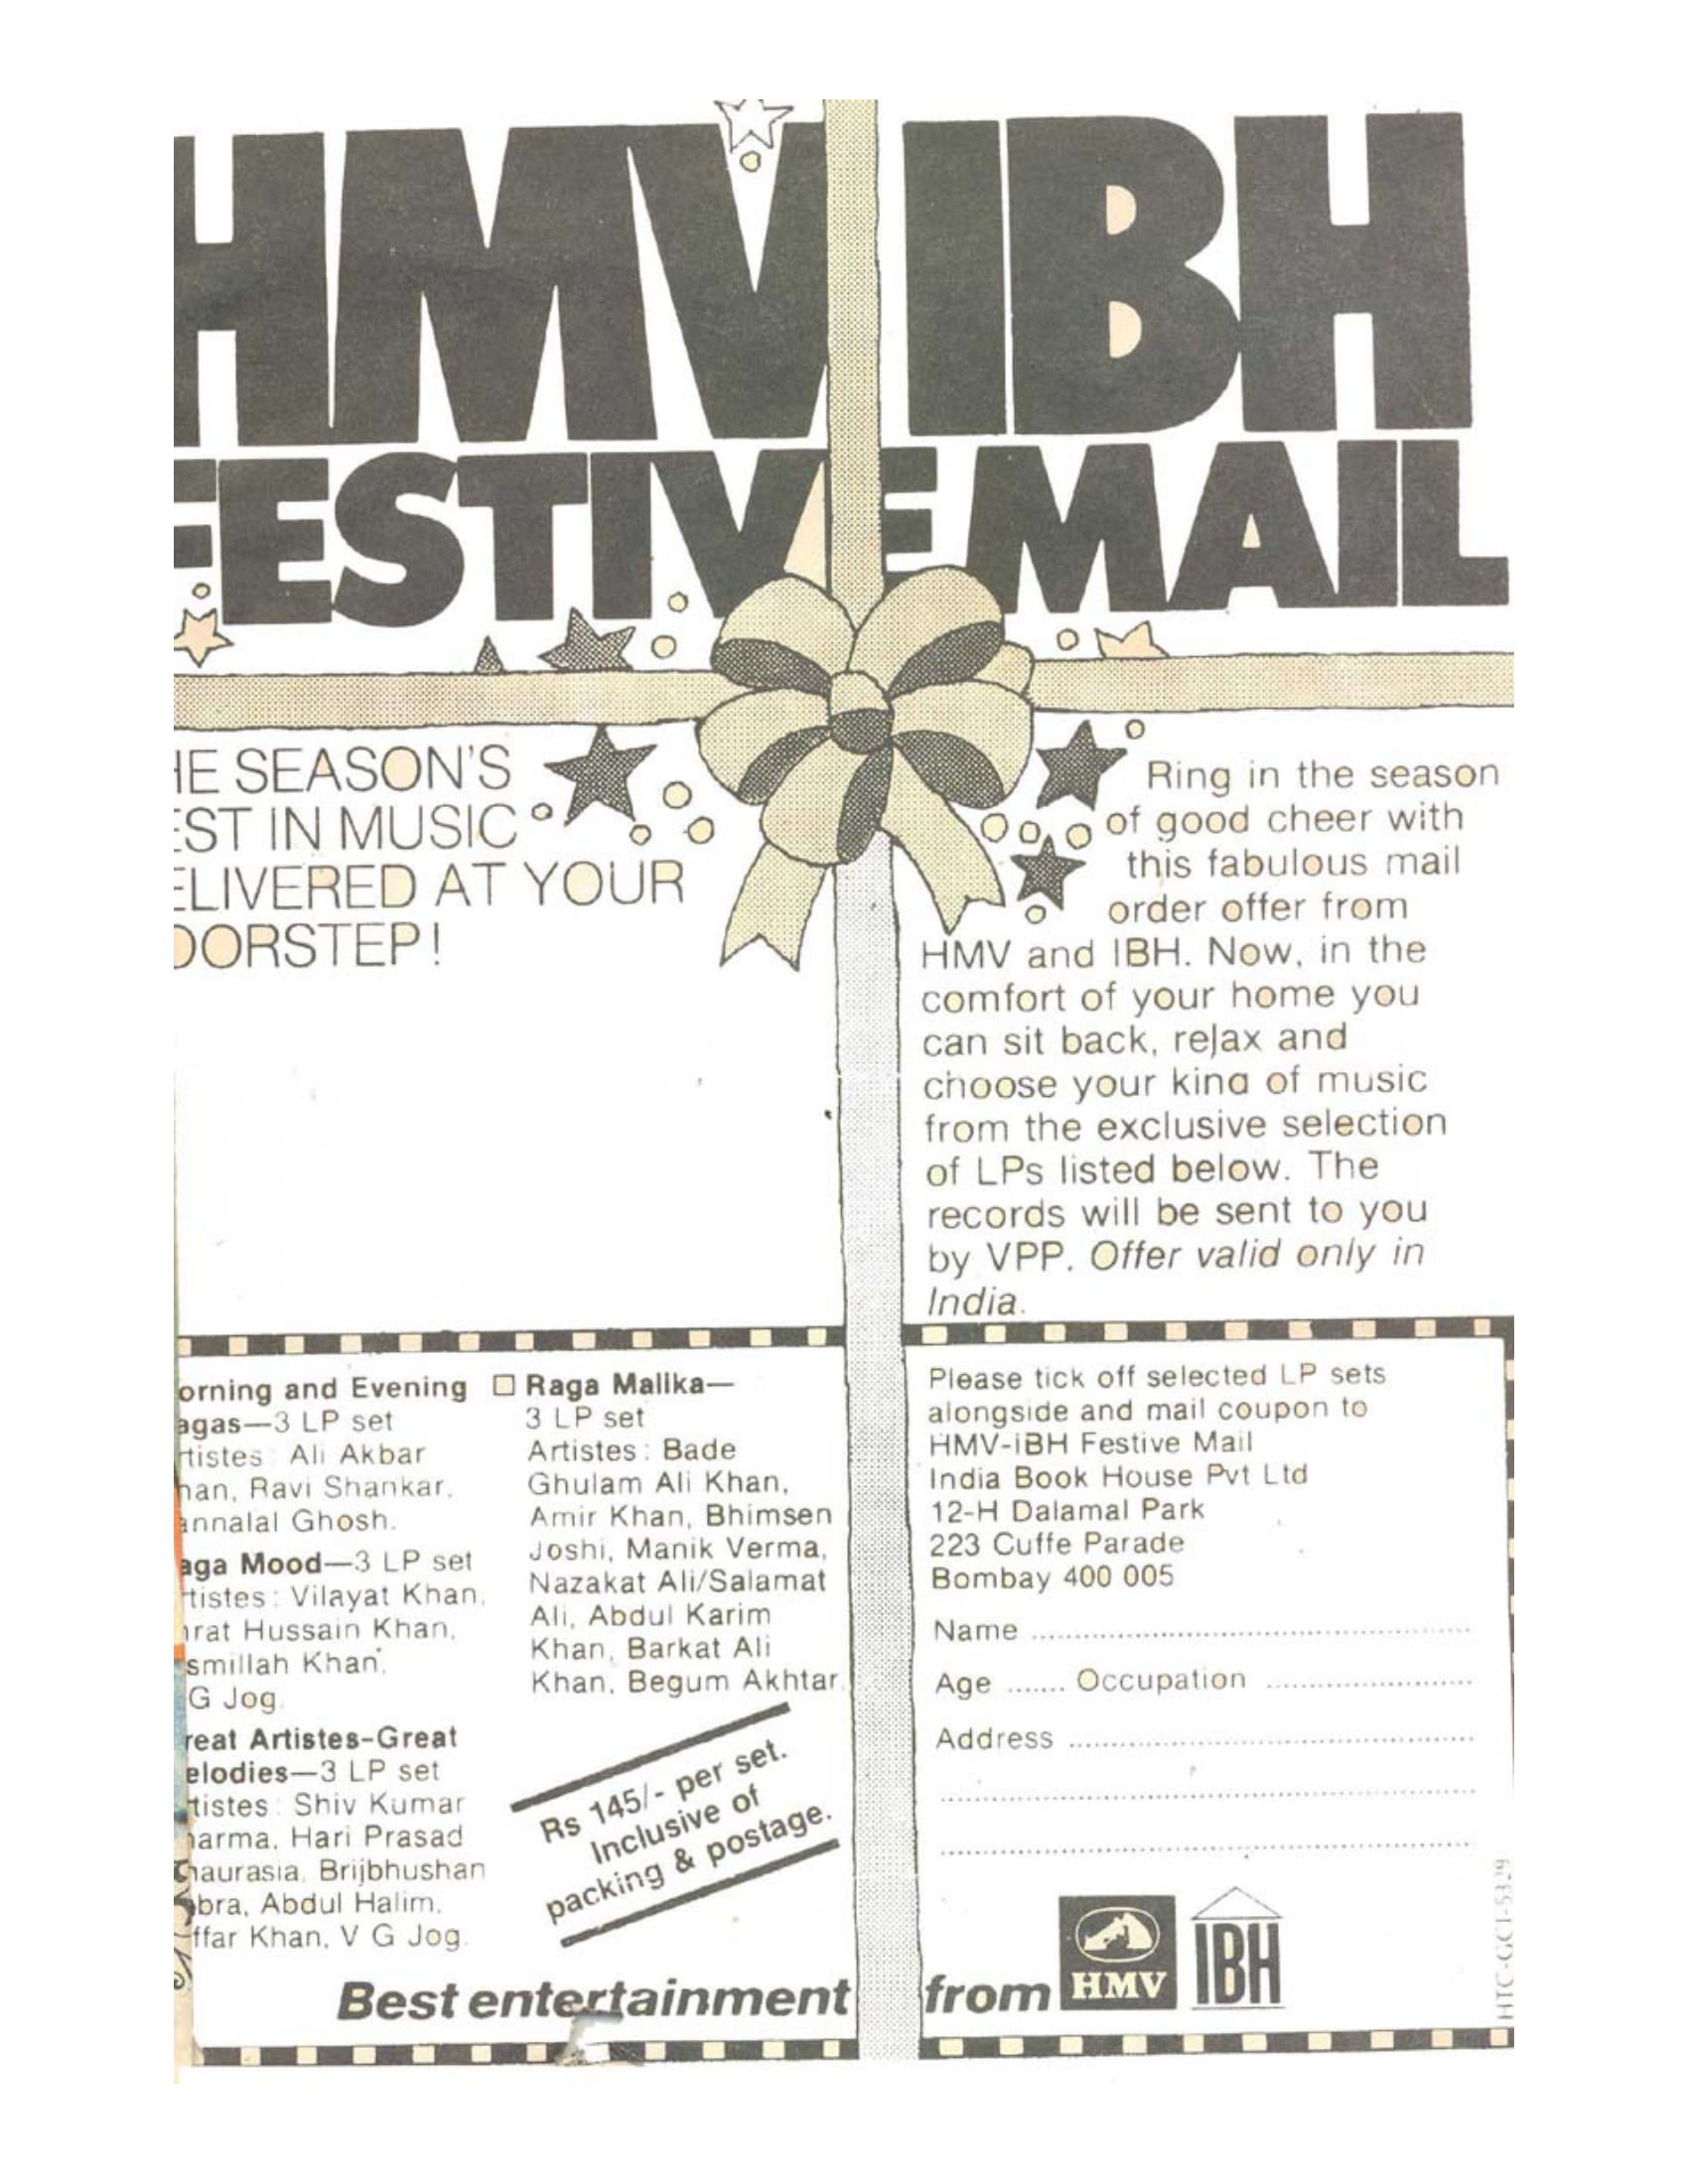 HMV IBH
FESTIVE MAIL
HE SEASON'S
EST IN MUSIC
ELIVERED AT YOUR
OORSTEP!
Ring in the season
of good cheer with
this fabulous mail
order offer from
HMV and IBH. Now, in the
comfort of your home you
can sit back, relax and
choose your kind of music
from the exclusive selection
of LPs listed below. The
records will be sent to you
by VPP. Offer valid only in
India.
orning and Evening
agas—3 LP set
rtistes: Ali Akbar
han, Ravi Shankar,
annalal Ghosh.
aga Mood—3 LP set
rtistes: Vilayat Khan,
nrat Hussain Khan,
smillah Khan,
G Jog.
reat Artistes-Great
elodies—3 LP set
tistes: Shiv Kumar
harma, Hari Prasad
haurasia, Brijbhushan
abra, Abdul Halim,
ffar Khan, V G Jog.
Raga Malika—
3 LP set
Artistes: Bade
Ghulam Ali Khan,
Amir Khan, Bhimsen
Joshi, Manik Verma,
Nazakat Ali/Salamat
Ali, Abdul Karim
Khan, Barkat Ali
Khan, Begum Akhtar.
Rs 145/- per set.
Inclusive of
packing & postage.
Please tick off selected LP sets
alongside and mail coupon to
HMV-IBH Festive Mail
India Book House Pvt Ltd
12-H Dalamal Park
223 Cuffe Parade
Bombay 400 005
Name
Age ....... Occupation
Address
Best entertainment from HMV IBH
HTC-GCI-5329